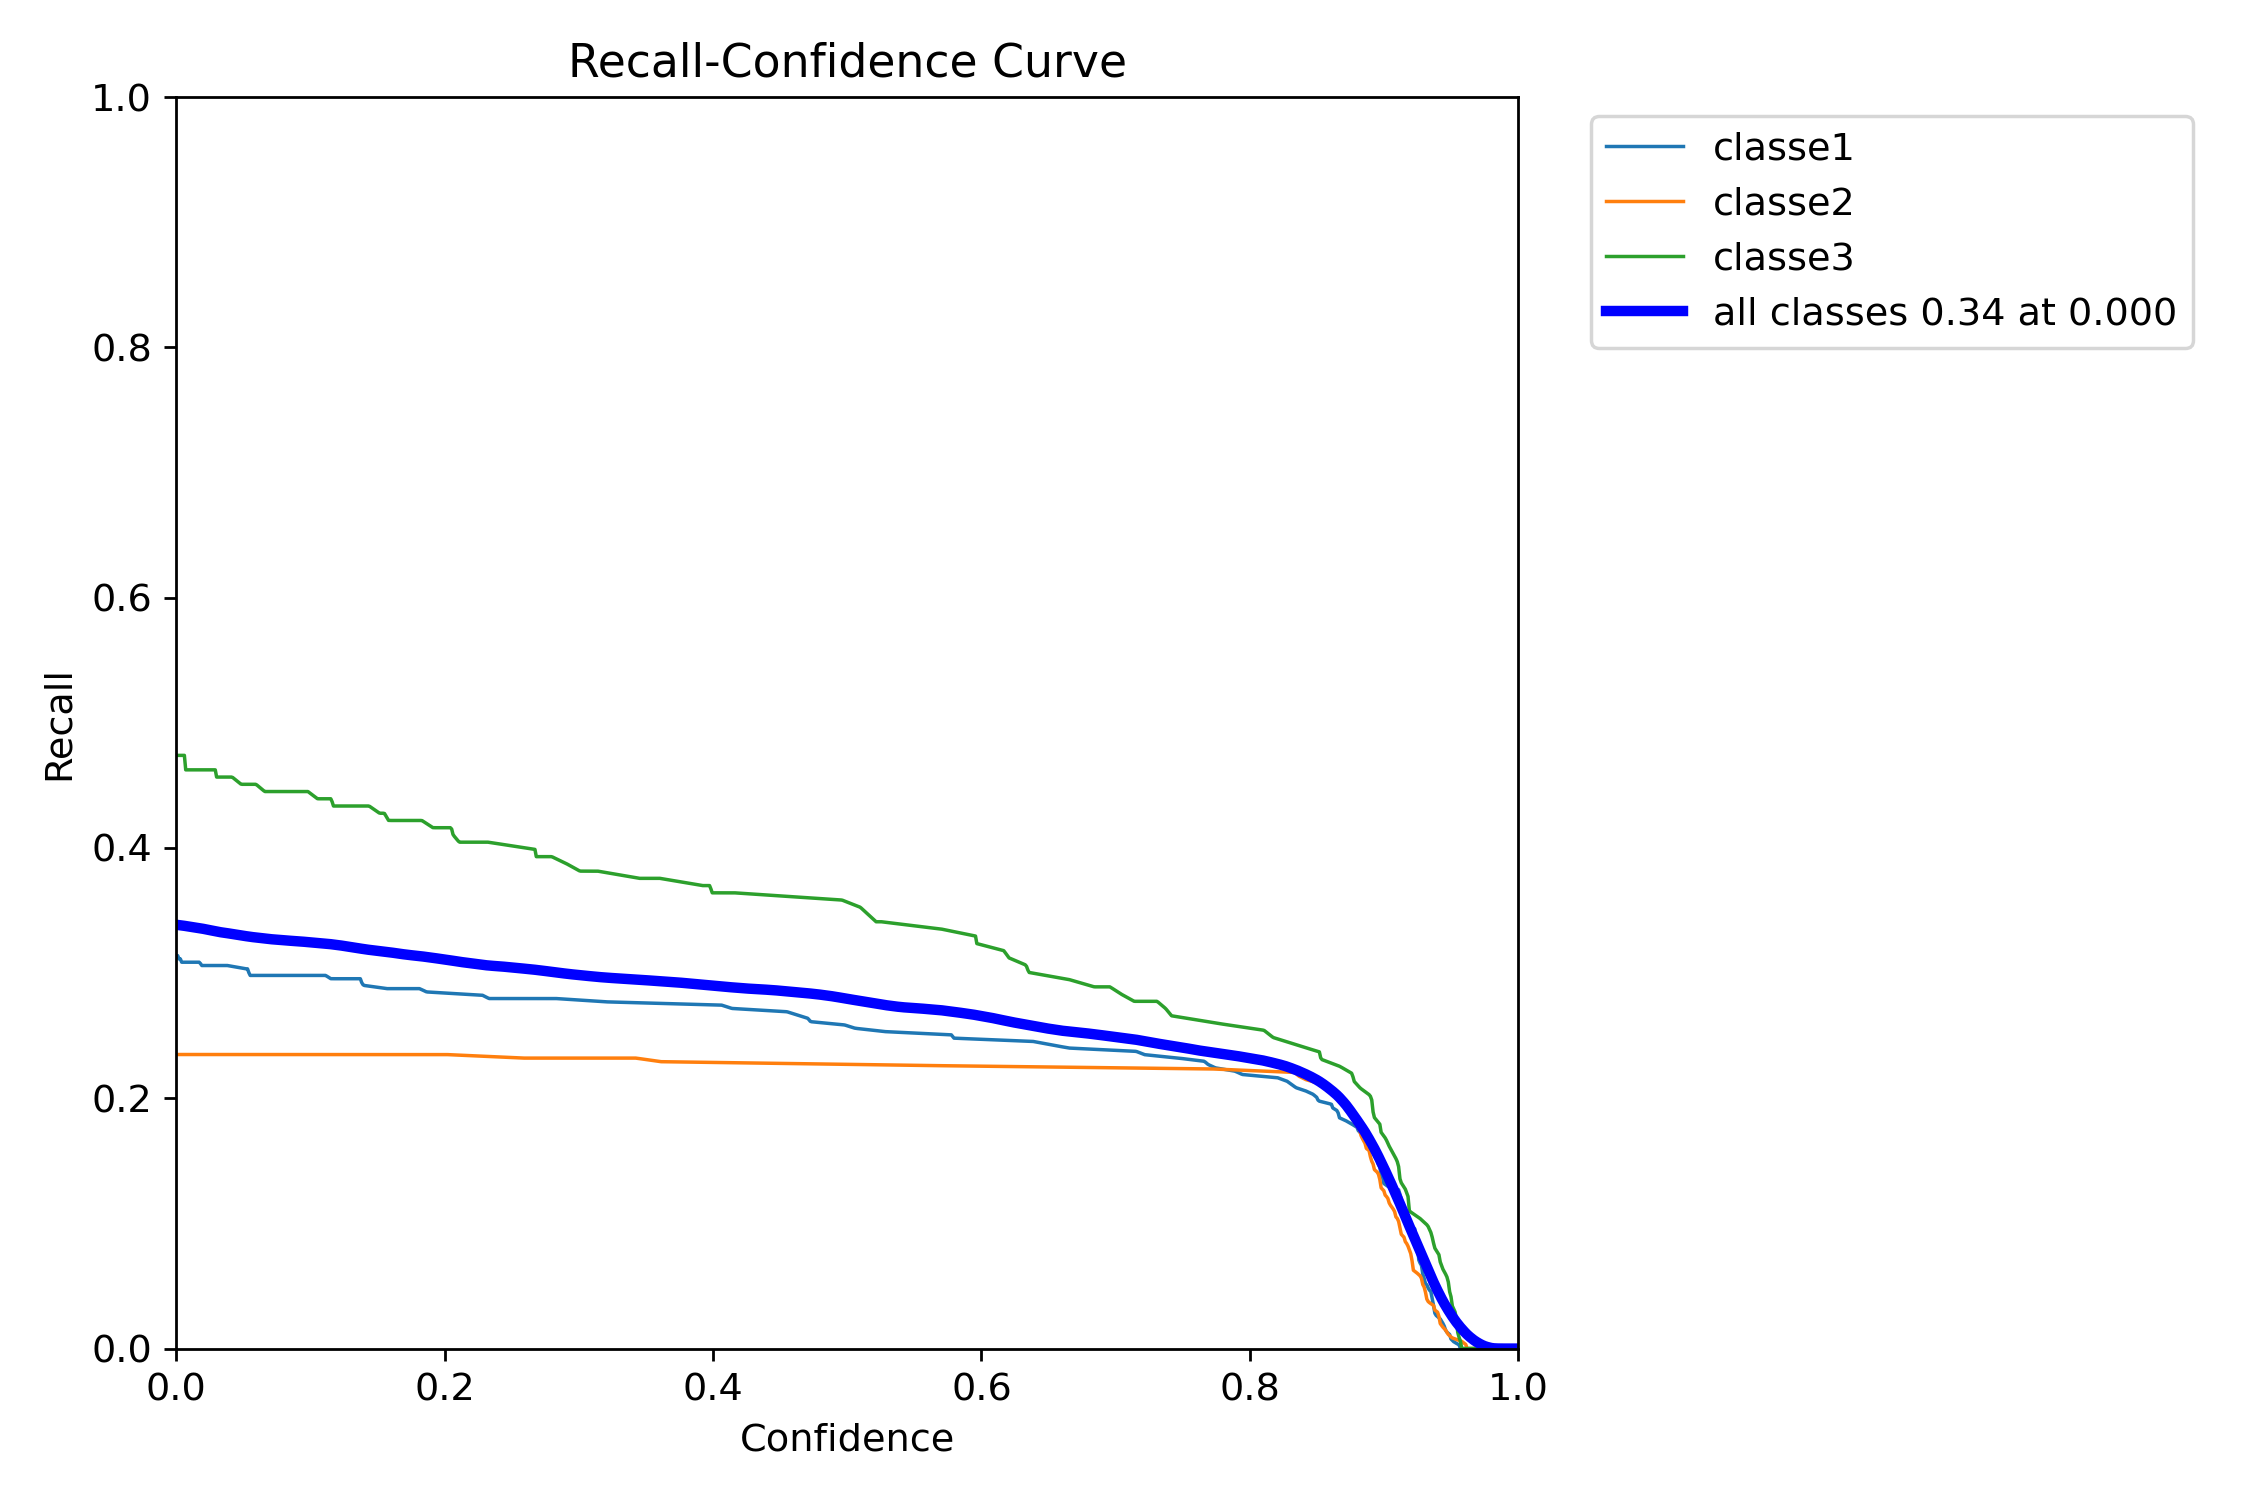 Recall-Confidence Curve
1.0
0.8
0.6
0.4
0.2
0.0
Recall
0.0 0.2 0.4 0.6 0.8 1.0
Confidence
classe1
classe2
classe3
all classes 0.34 at 0.000